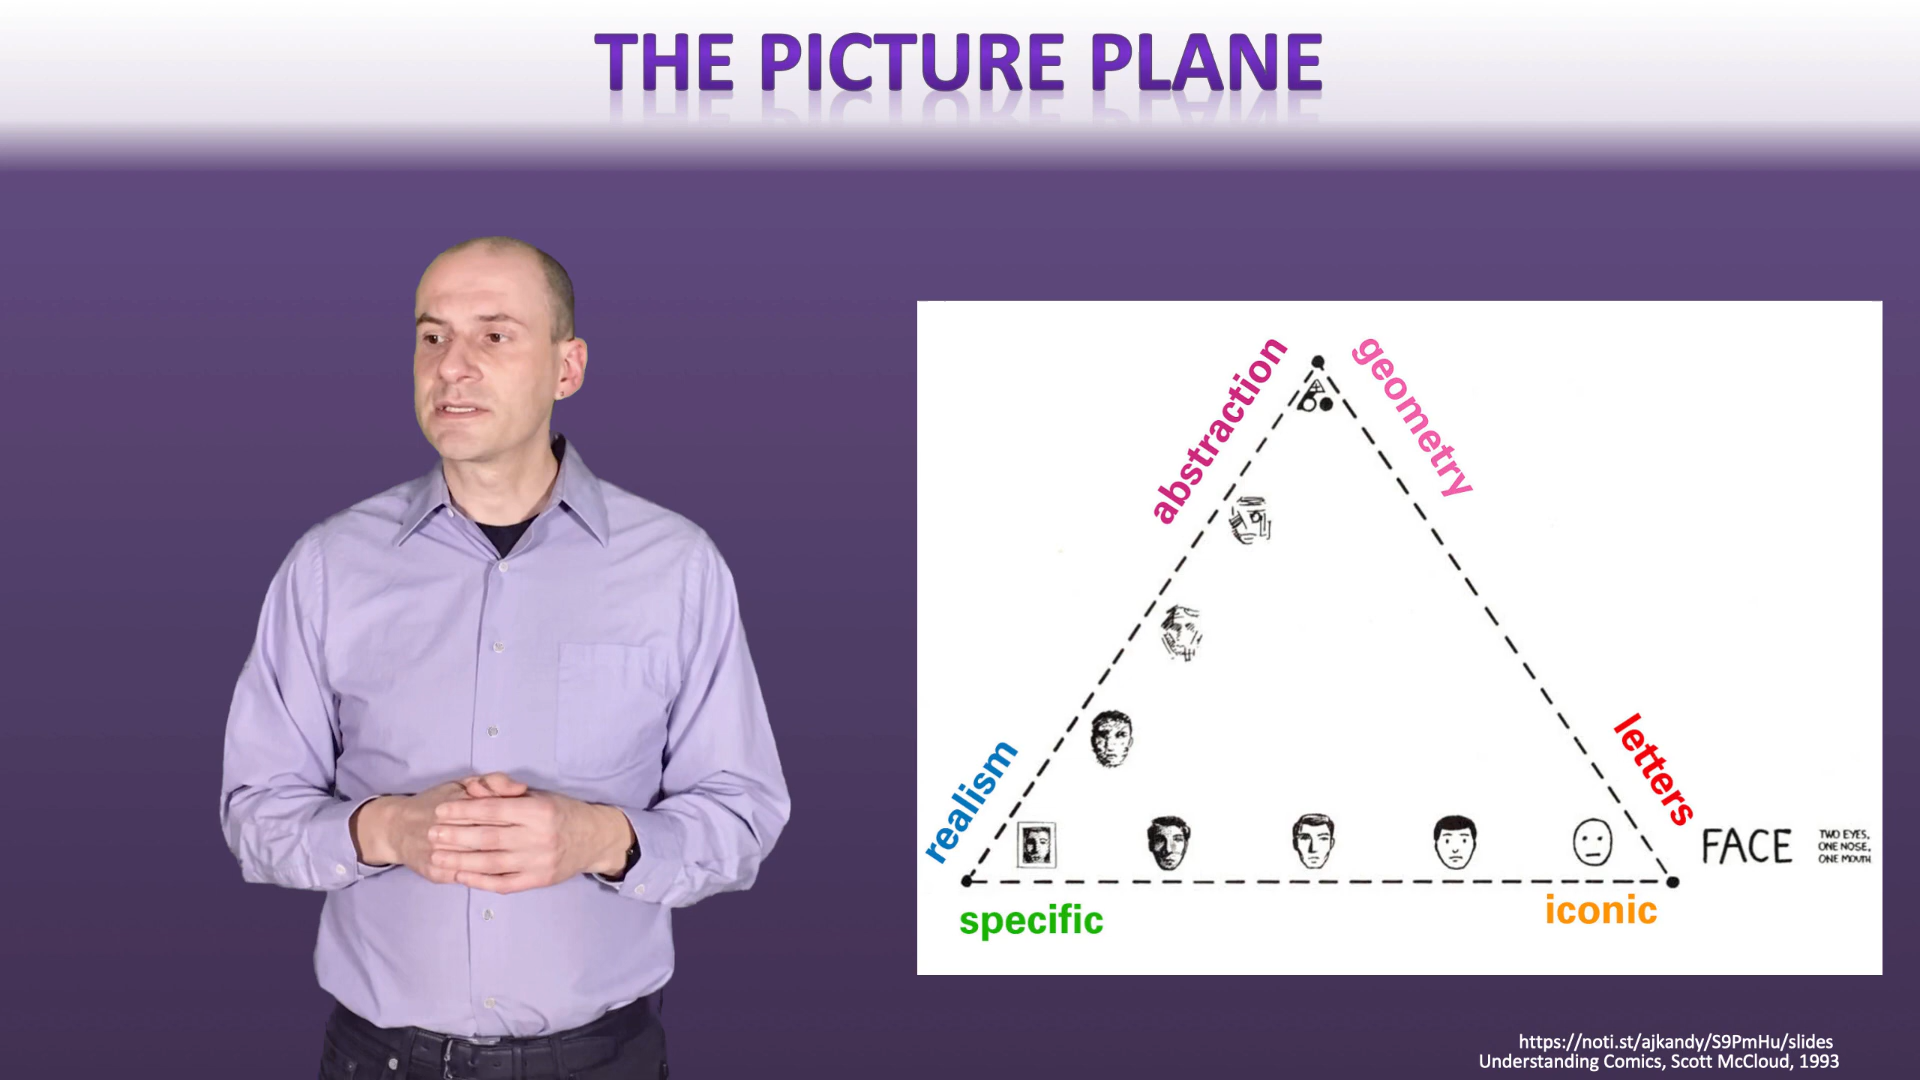 THE PICTURE PLANE
abstraction
geometry
realism
letters
FACE
TWO EYES,
ONE NOSE,
ONE MOUTH
specific
iconic
https://noti.st/ajkandy/S9PmHu/slides
Understanding Comics, Scott McCloud, 1993